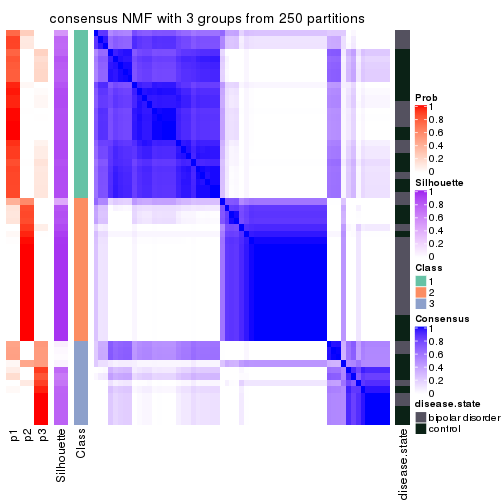 consensus NMF with 3 groups from 250 partitions
Prob
1
0.8
0.6
0.4
0.2
0
Silhouette
1
0.8
0.6
0.4
0.2
0
Class
1
2
3
Consensus
1
0.8
0.6
0.4
0.2
0
disease.state
bipolar disorder
control
p1
p2
p3
Silhouette
Class
disease.state